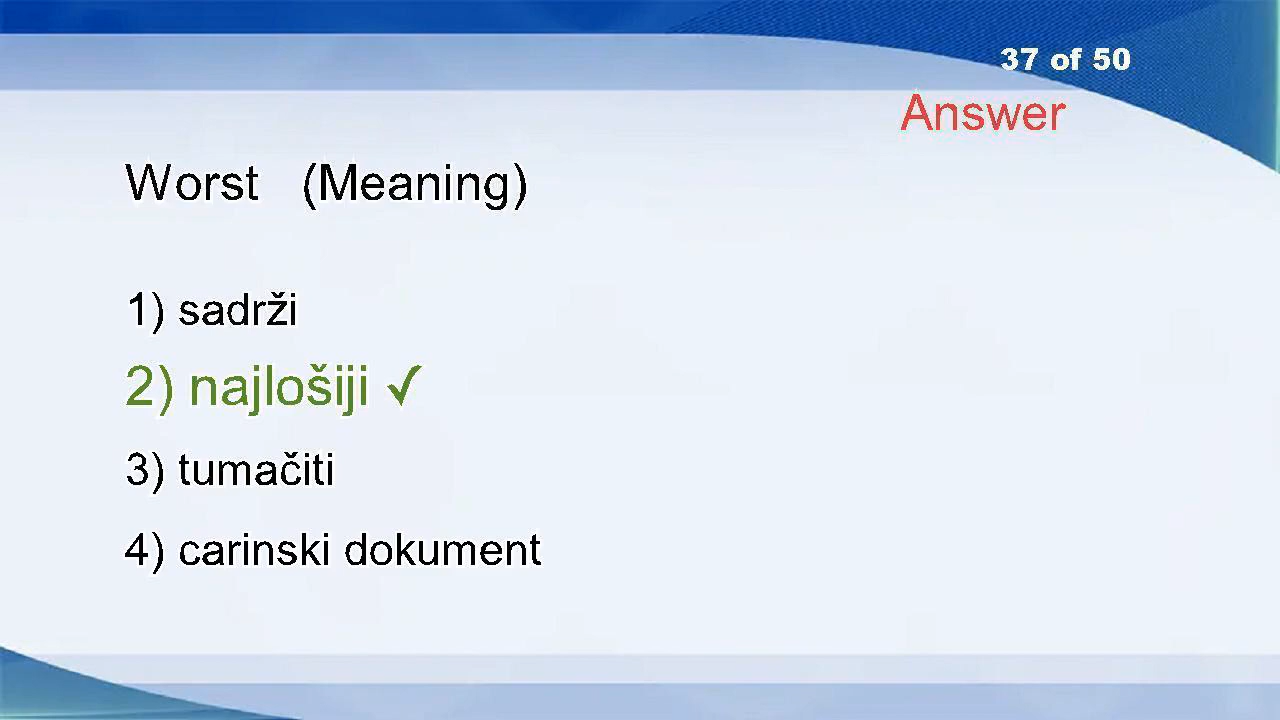 37 of 50
Answer
Worst (Meaning)
1) sadrži
2) najlošiji ✓
3) tumačiti
4) carinski dokument